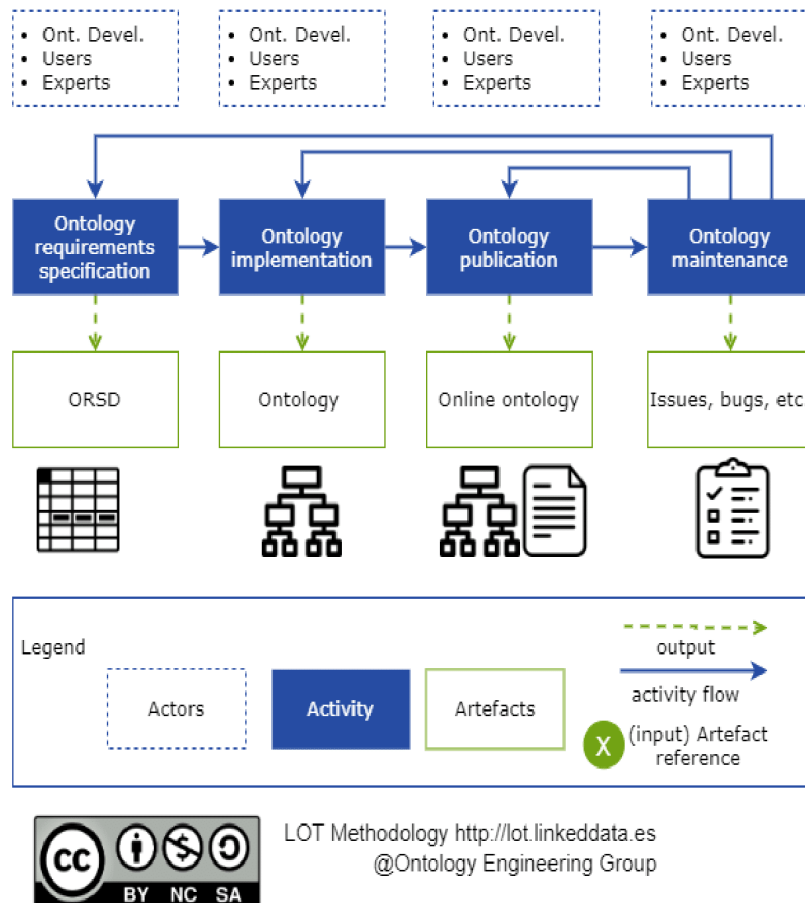 • Ont. Devel.
• Users
• Experts
• Ont. Devel.
• Users
• Experts
• Ont. Devel.
• Users
• Experts
• Ont. Devel.
• Users
• Experts
Ontology
requirements
specification
Ontology
implementation
Ontology
publication
Ontology
maintenance
ORSD
Ontology
Online ontology
Issues, bugs, etc
Legend
Actors
Activity
Artefacts
output
activity flow
X
(input) Artefact
reference
cc
BY NC SA
LOT Methodology http://lot.linkeddata.es
@Ontology Engineering Group